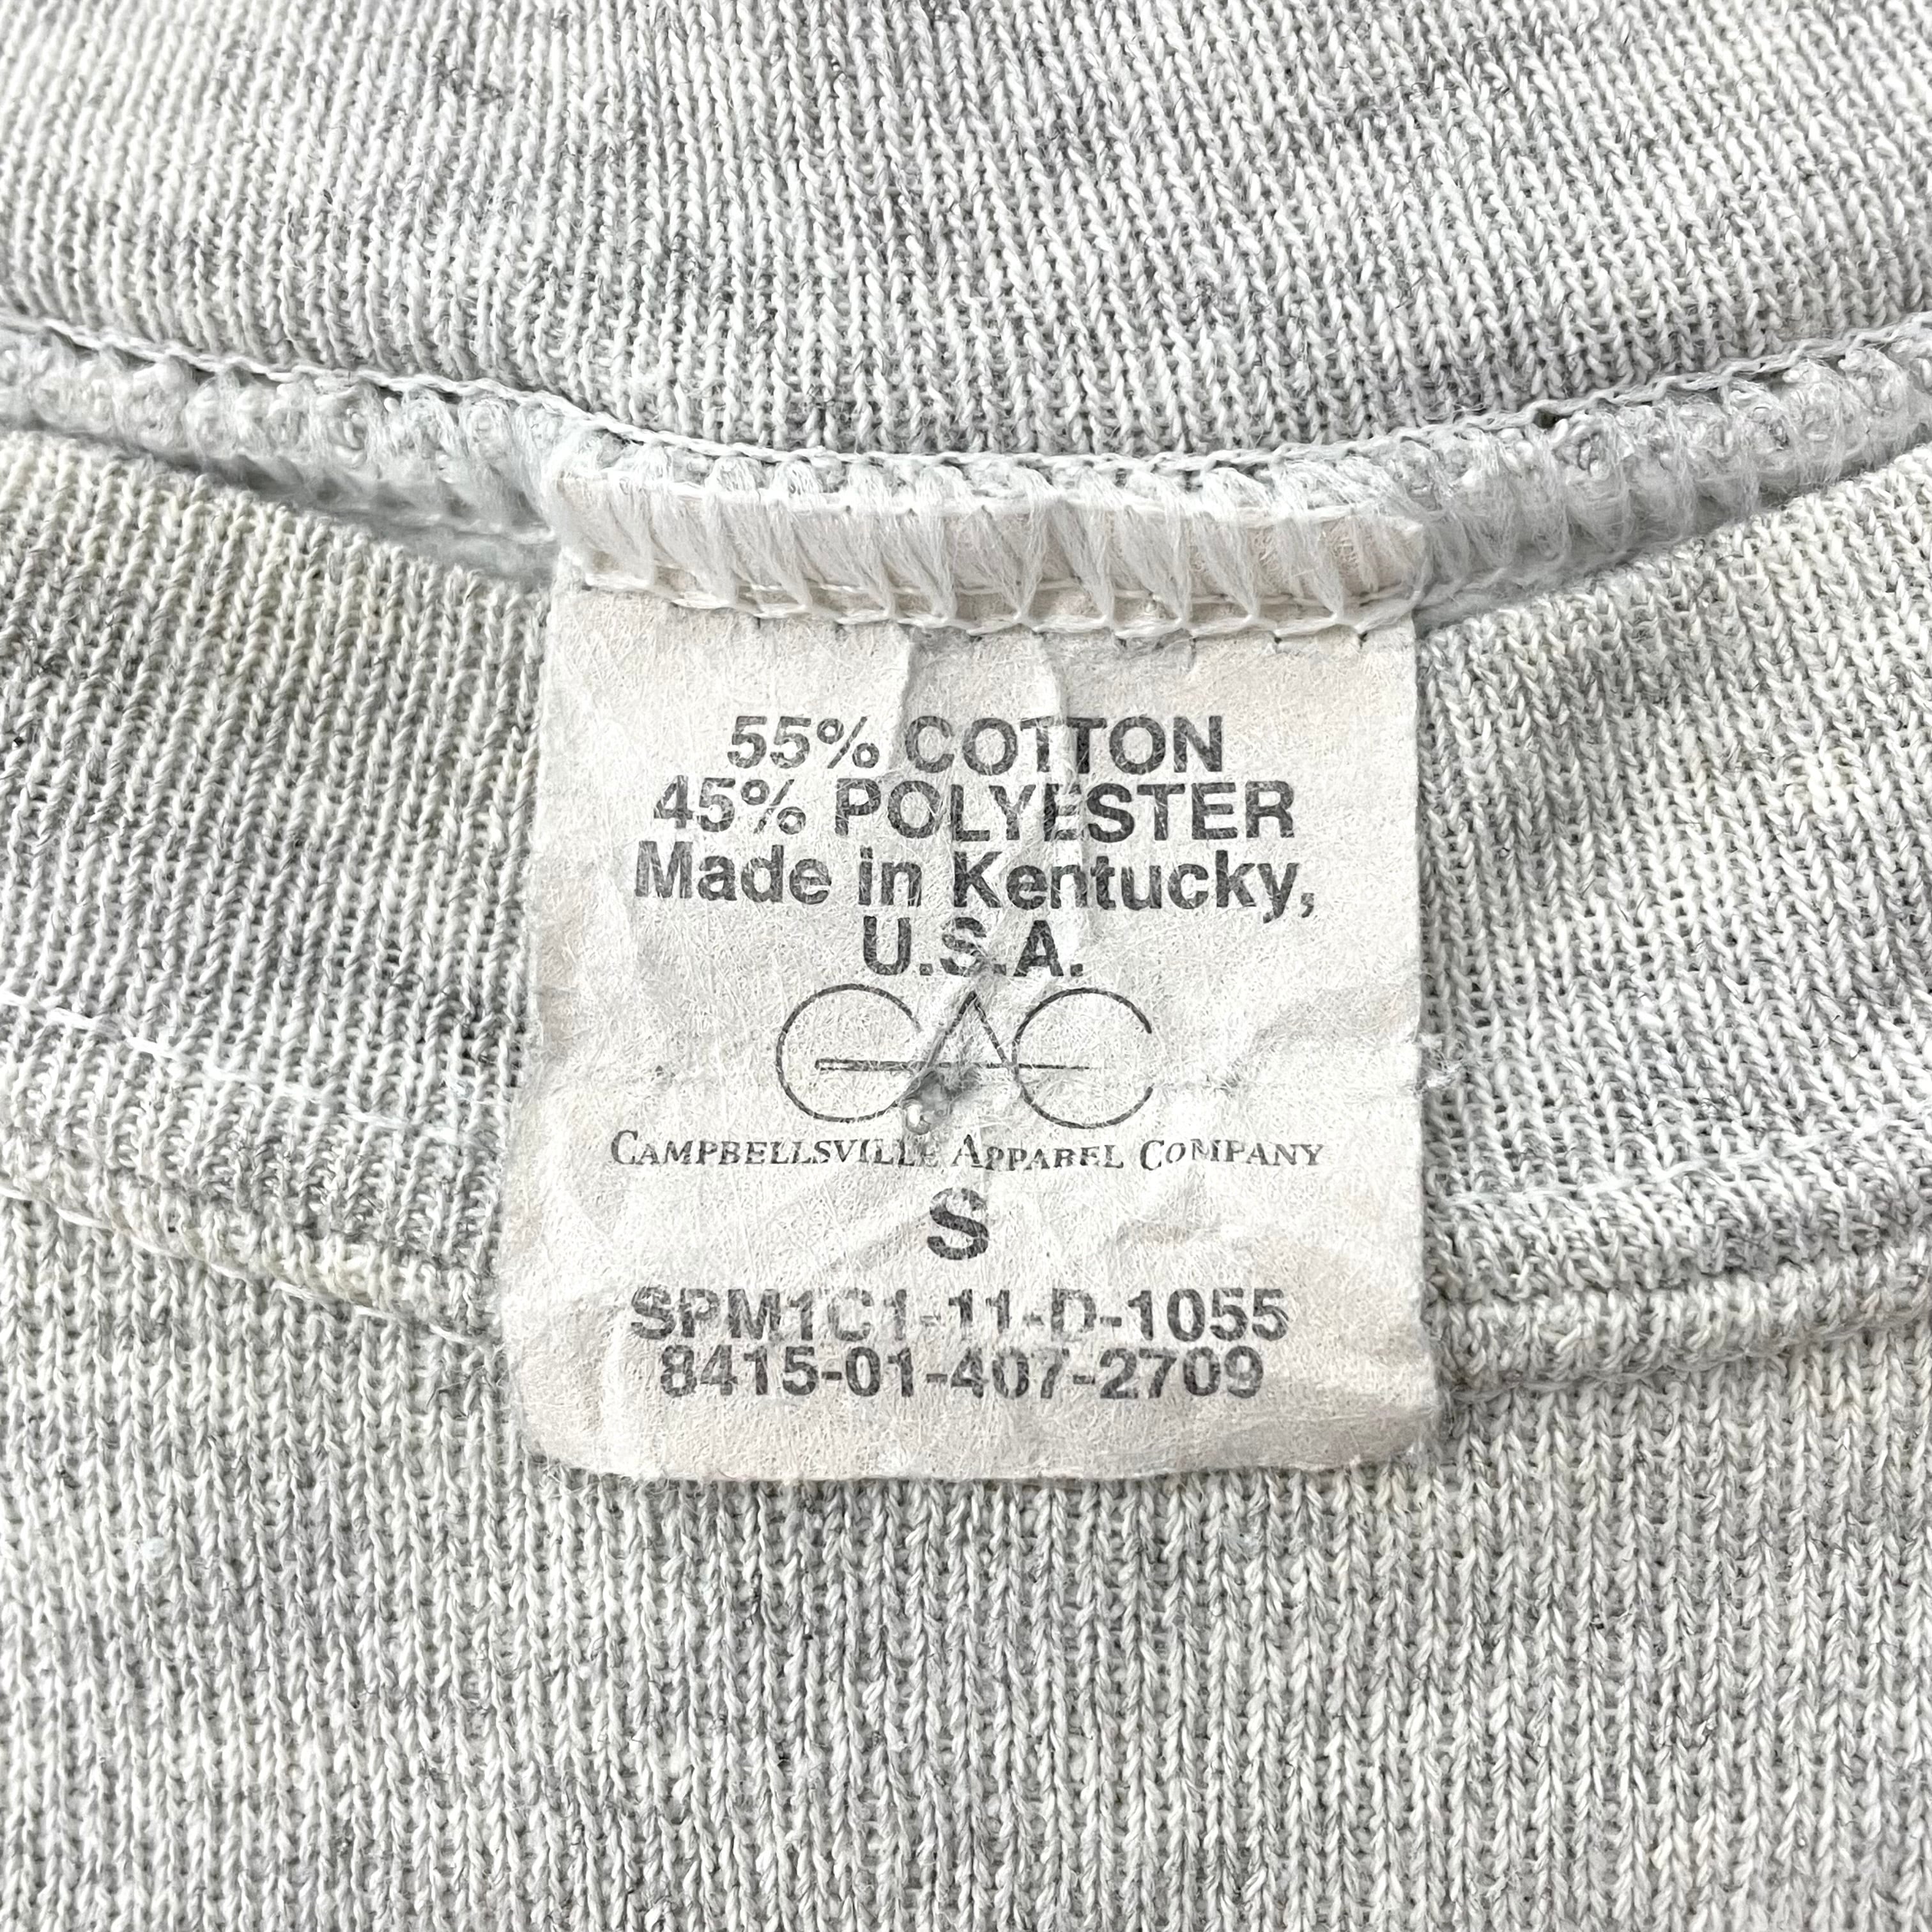 55% COTTON
45% POLYESTER
Made in Kentucky,
U.S.A.
CAC
CAMPBELLSVILLE APPAREL COMPANY
S
SPM1C1-11-D-1055
8415-01-407-2709